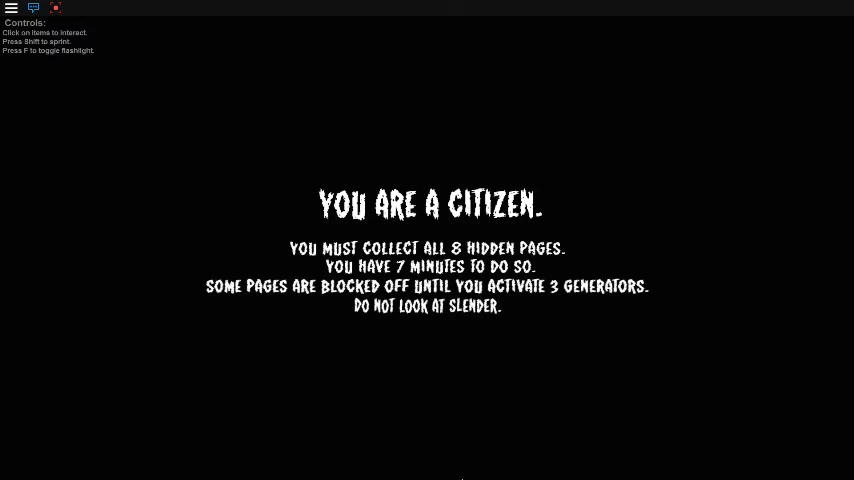 Controls:
Click on items to interact.
Press Shift to sprint.
Press F to toggle flashlight.
YOU ARE A CITIZEN.
YOU MUST COLLECT ALL 8 HIDDEN PAGES.
YOU HAVE 7 MINUTES TO DO SO.
SOME PAGES ARE BLOCKED OFF UNTIL YOU ACTIVATE 3 GENERATORS.
DO NOT LOOK AT SLENDER.